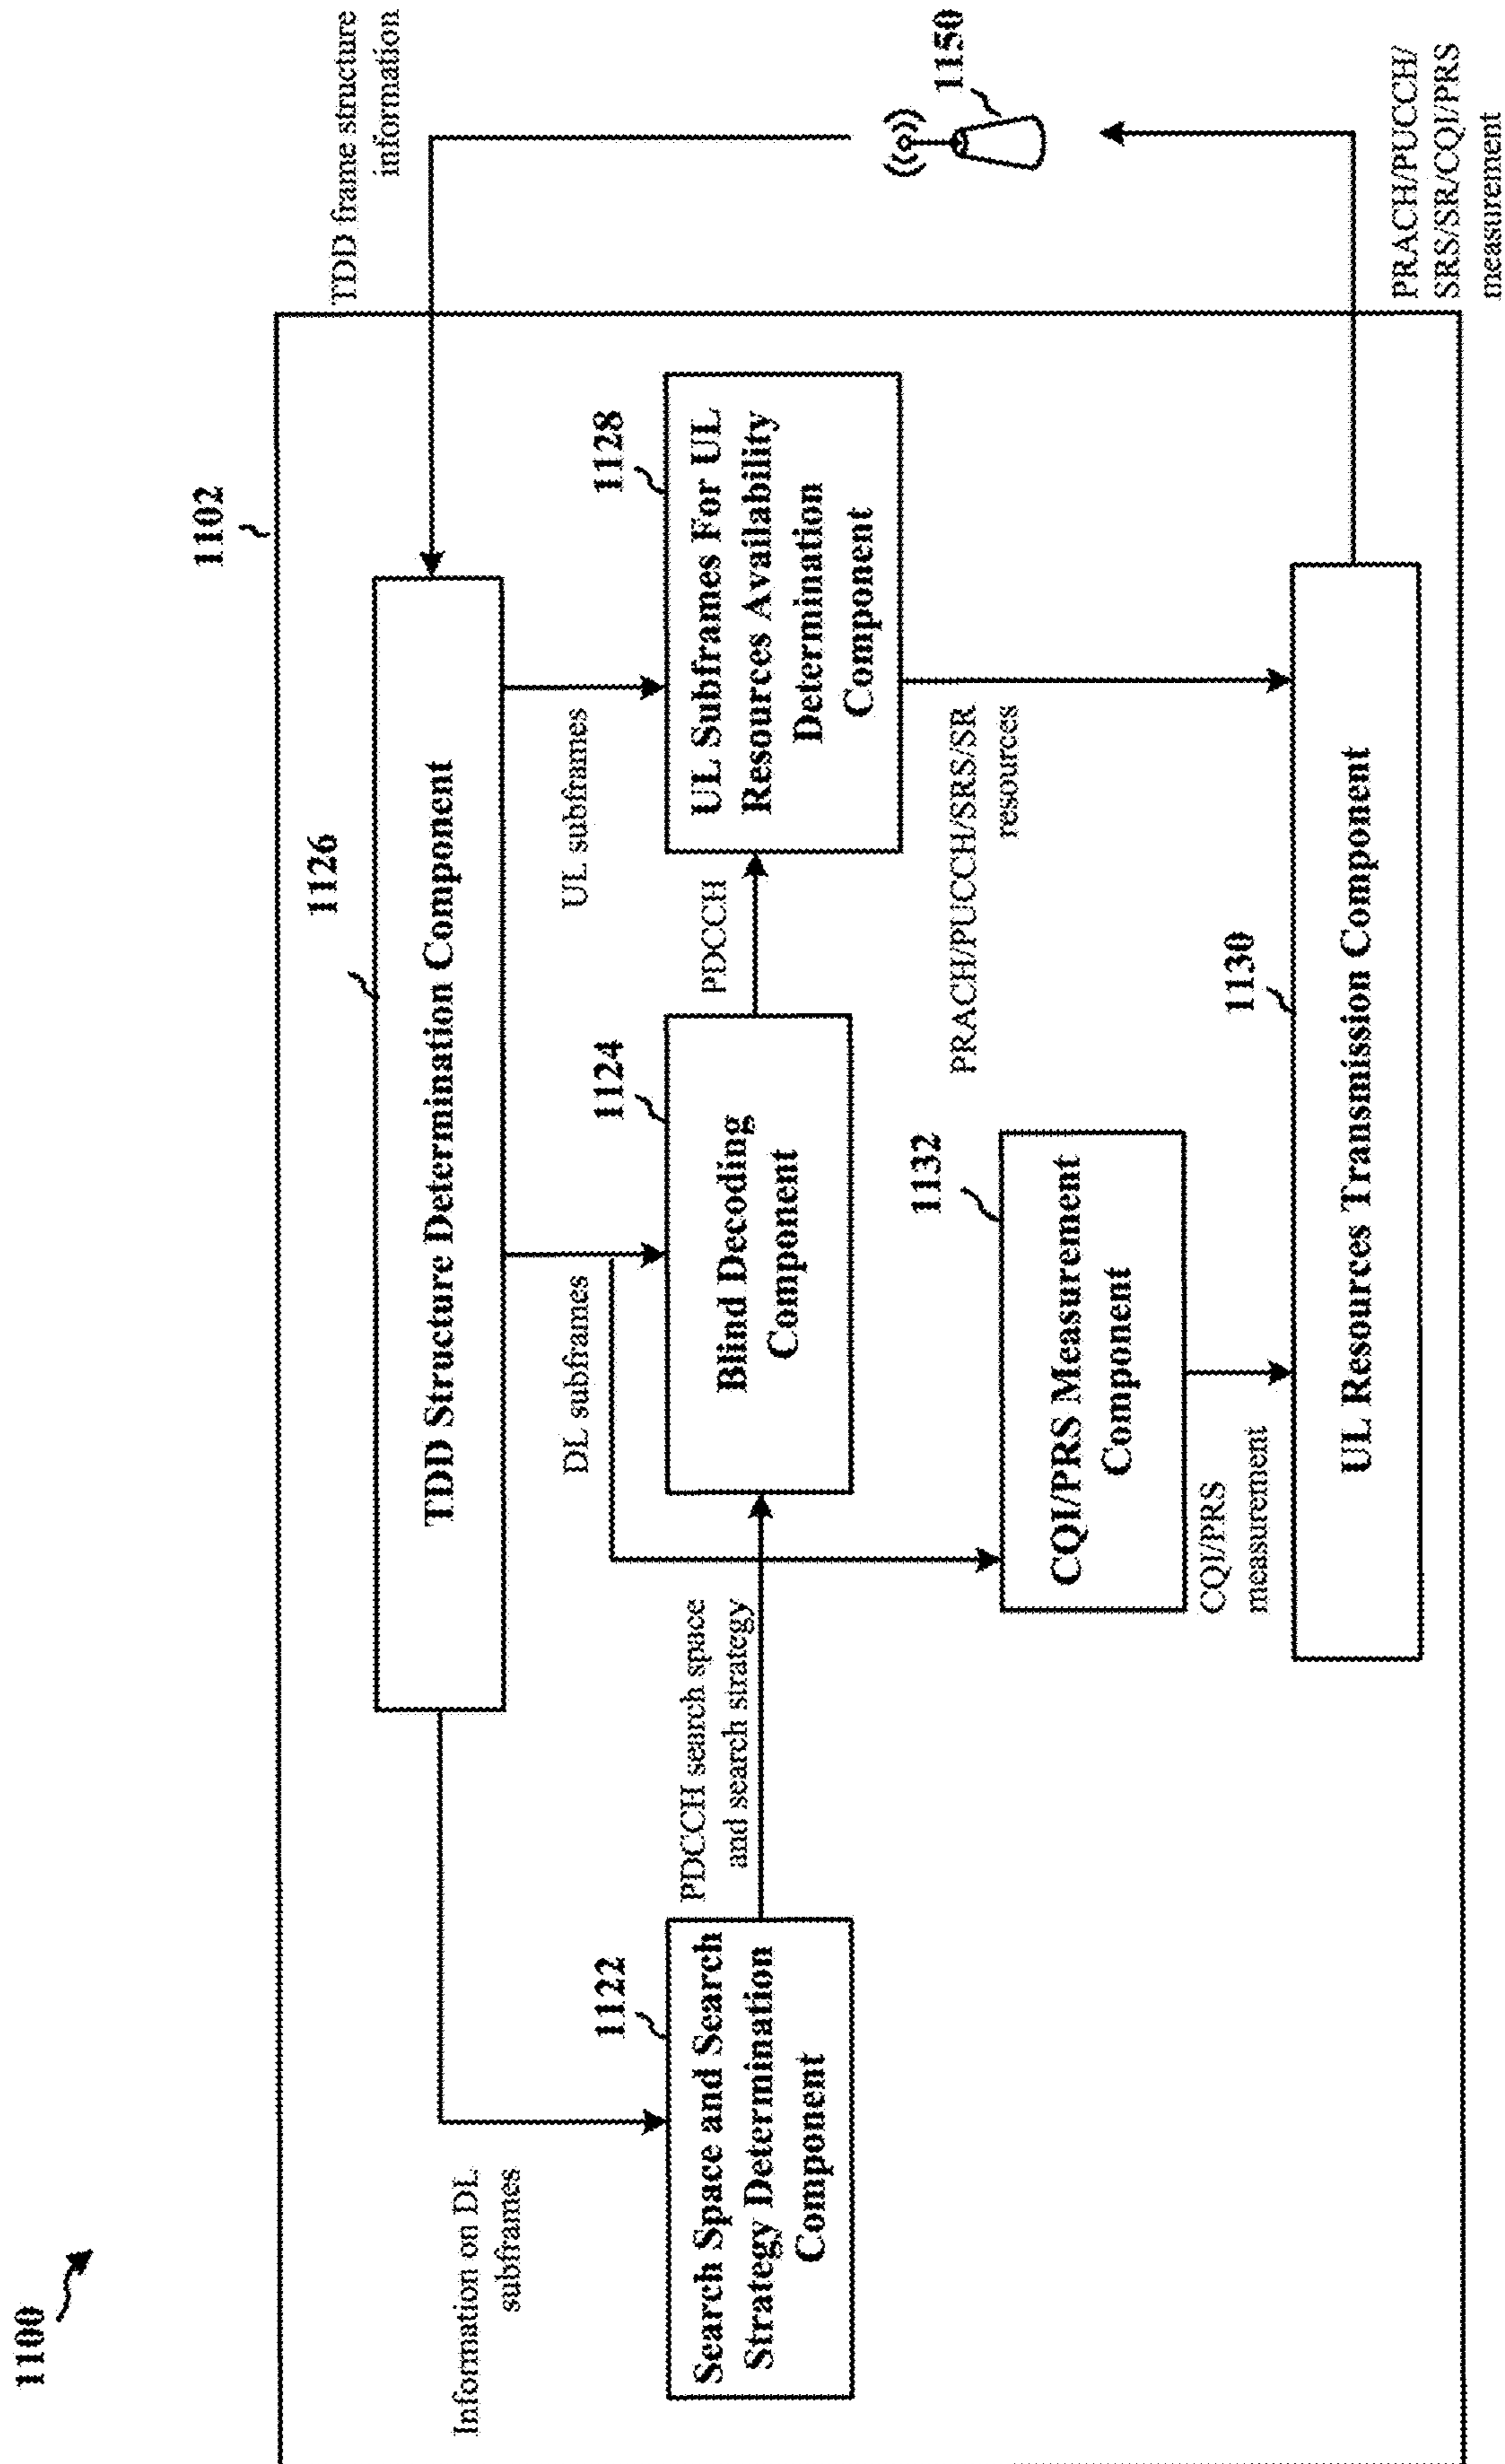 1100
1102
TDD frame structure
information
1126
TDD Structure Determination Component
Information on DL
subframes
DL subframes
UL subframes
1150
1122
Search Space and Search
Strategy Determination
Component
PDCCH search space
and search strategy
1124
Blind Decoding
Component
PDCCH
1128
UL Subframes For UL
Resources Availability
Determination
Component
1132
CQI/PRS Measurement
Component
PRACH/PUCCH/SRS/SR
resources
CQI/PRS
measurement
1130
UL Resources Transmission Component
PRACH/PUCCH/
SRS/SR/CQI/PRS
measurement